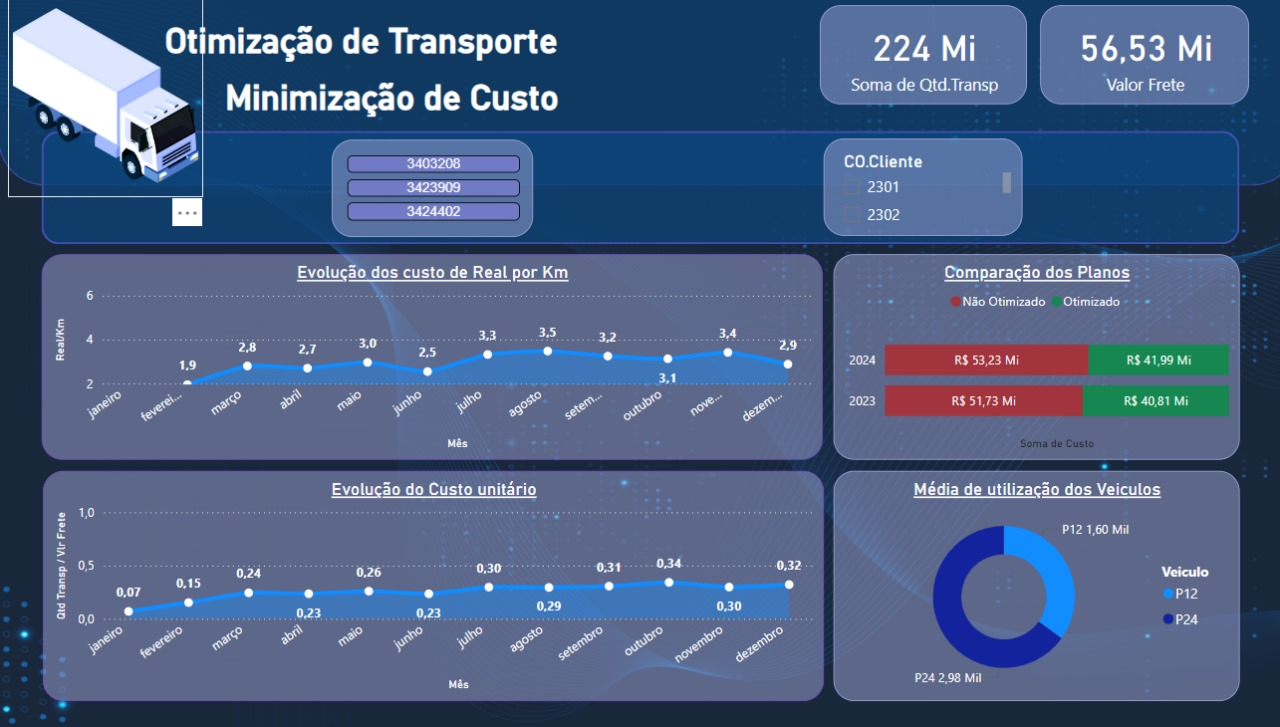 Otimização de Transporte
Minimização de Custo
224 Mi
Soma de Qtd.Transp
56,53 Mi
Valor Frete
3403208
3423909
3424402
CO.Cliente
2301
2302
Evolução dos custo de Real por Km
Real/Km
6
4
2
1,9
2,8
2,7
3,0
2,5
3,3
3,5
3,2
3,1
3,4
2,9
janeiro
feverei...
março
abril
maio
junho
julho
agosto
setem...
outubro
nove...
dezem...
Mês
Comparação dos Planos
Não Otimizado
Otimizado
2024
R$ 53,23 Mi
R$ 41,99 Mi
2023
R$ 51,73 Mi
R$ 40,81 Mi
Soma de Custo
Evolução do Custo unitário
Qtd Transp / Vlr Frete
1,0
0,5
0,0
0,07
0,15
0,24
0,23
0,26
0,23
0,30
0,29
0,31
0,34
0,30
0,32
janeiro
fevereiro
março
abril
maio
junho
julho
agosto
setembro
outubro
novembro
dezembro
Mês
Média de utilização dos Veiculos
P12 1,60 Mil
P24 2,98 Mil
Veiculo
P12
P24